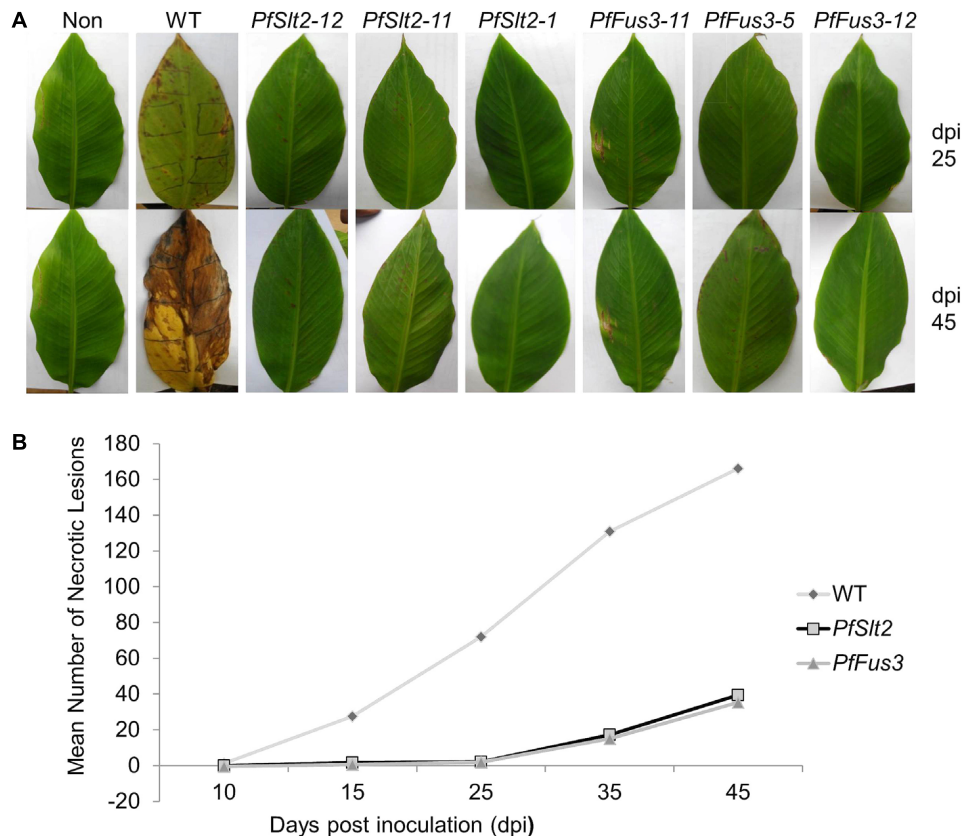 A
Non WT PfSlt2-12 PfSlt2-11 PfSlt2-1 PfFus3-11 PfFus3-5 PfFus3-12
dpi
25
dpi
45
B
Mean Number of Necrotic Lesions
180
160
140
120
100
80
60
40
20
0
-20
10 15 25 35 45
Days post inoculation (dpi)
WT
PfSlt2
PfFus3